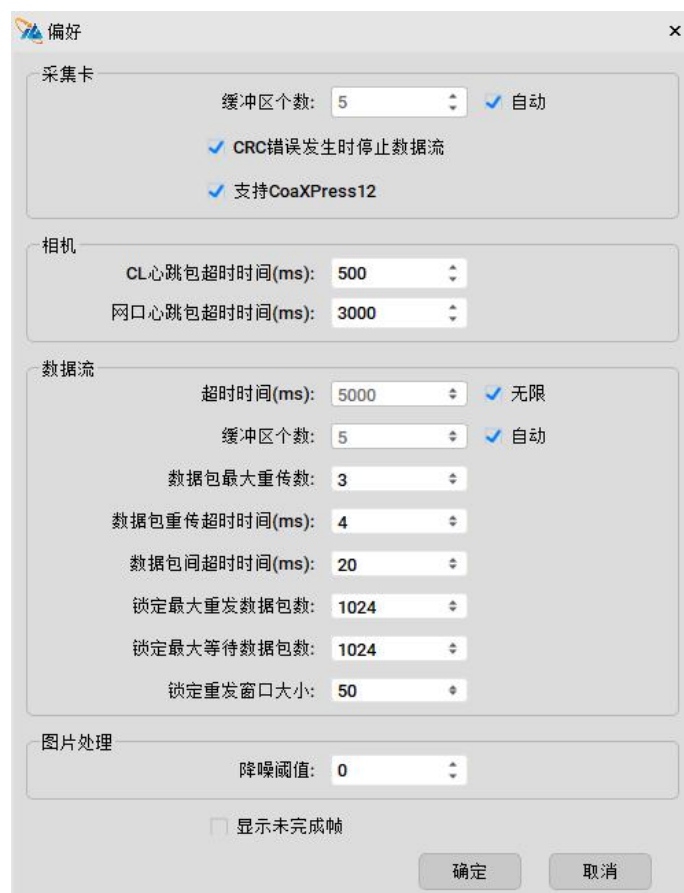 偏好
采集卡
缓冲区个数: 5 自动
CRC错误发生时停止数据流
支持CoaXPress12
相机
CL心跳包超时时间(ms): 500
网口心跳包超时时间(ms): 3000
数据流
超时时间(ms): 5000 无限
缓冲区个数: 5 自动
数据包最大重传数: 3
数据包重传超时时间(ms): 4
数据包间超时时间(ms): 20
锁定最大重发数据包数: 1024
锁定最大等待数据包数: 1024
锁定重发窗口大小: 50
图片处理
降噪阈值: 0
显示未完成帧
确定 取消